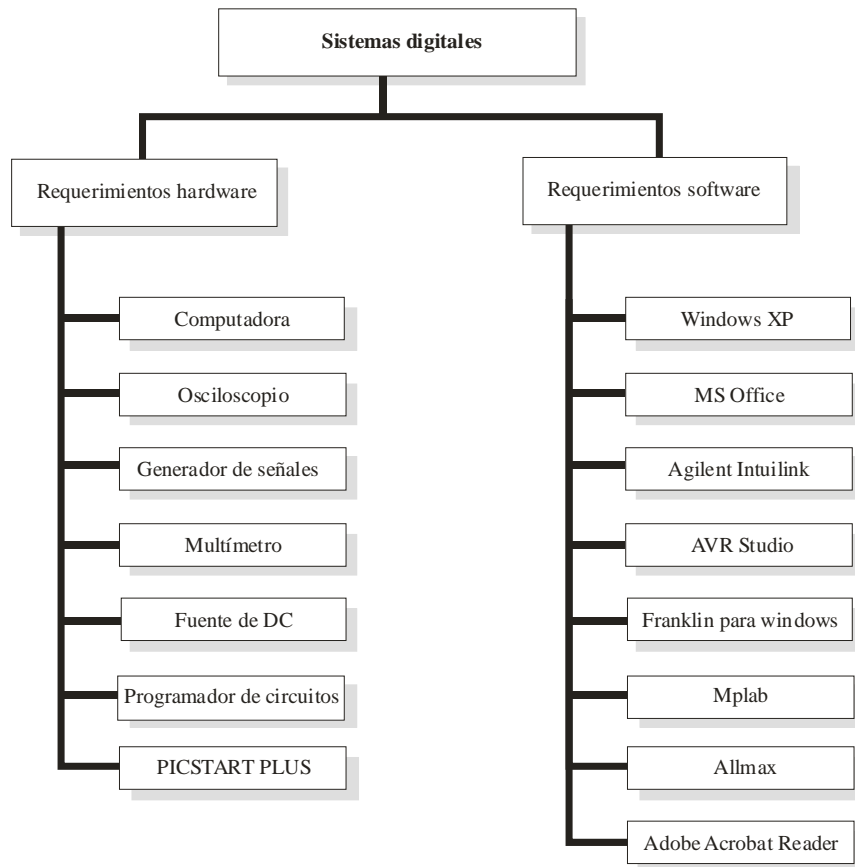 Sistemas digitales
Requerimientos hardware
Computadora
Osciloscopio
Generador de señales
Multímetro
Fuente de DC
Programador de circuitos
PICSTART PLUS
Requerimientos software
Windows XP
MS Office
Agilent Intuilink
AVR Studio
Franklin para windows
Mplab
Allmax
Adobe Acrobat Reader